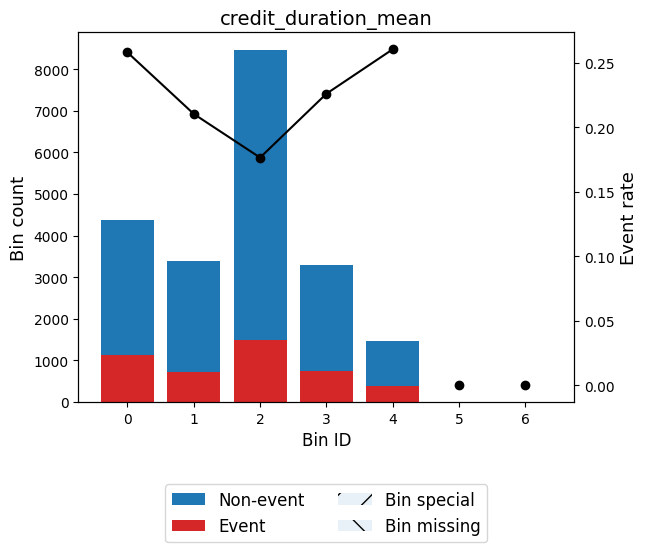 credit_duration_mean
8000
7000
6000
5000
4000
3000
2000
1000
0
Bin count
0.25
0.20
0.15
0.10
0.05
0.00
Event rate
0 1 2 3 4 5 6
Bin ID
Non-event
Event
Bin special
Bin missing